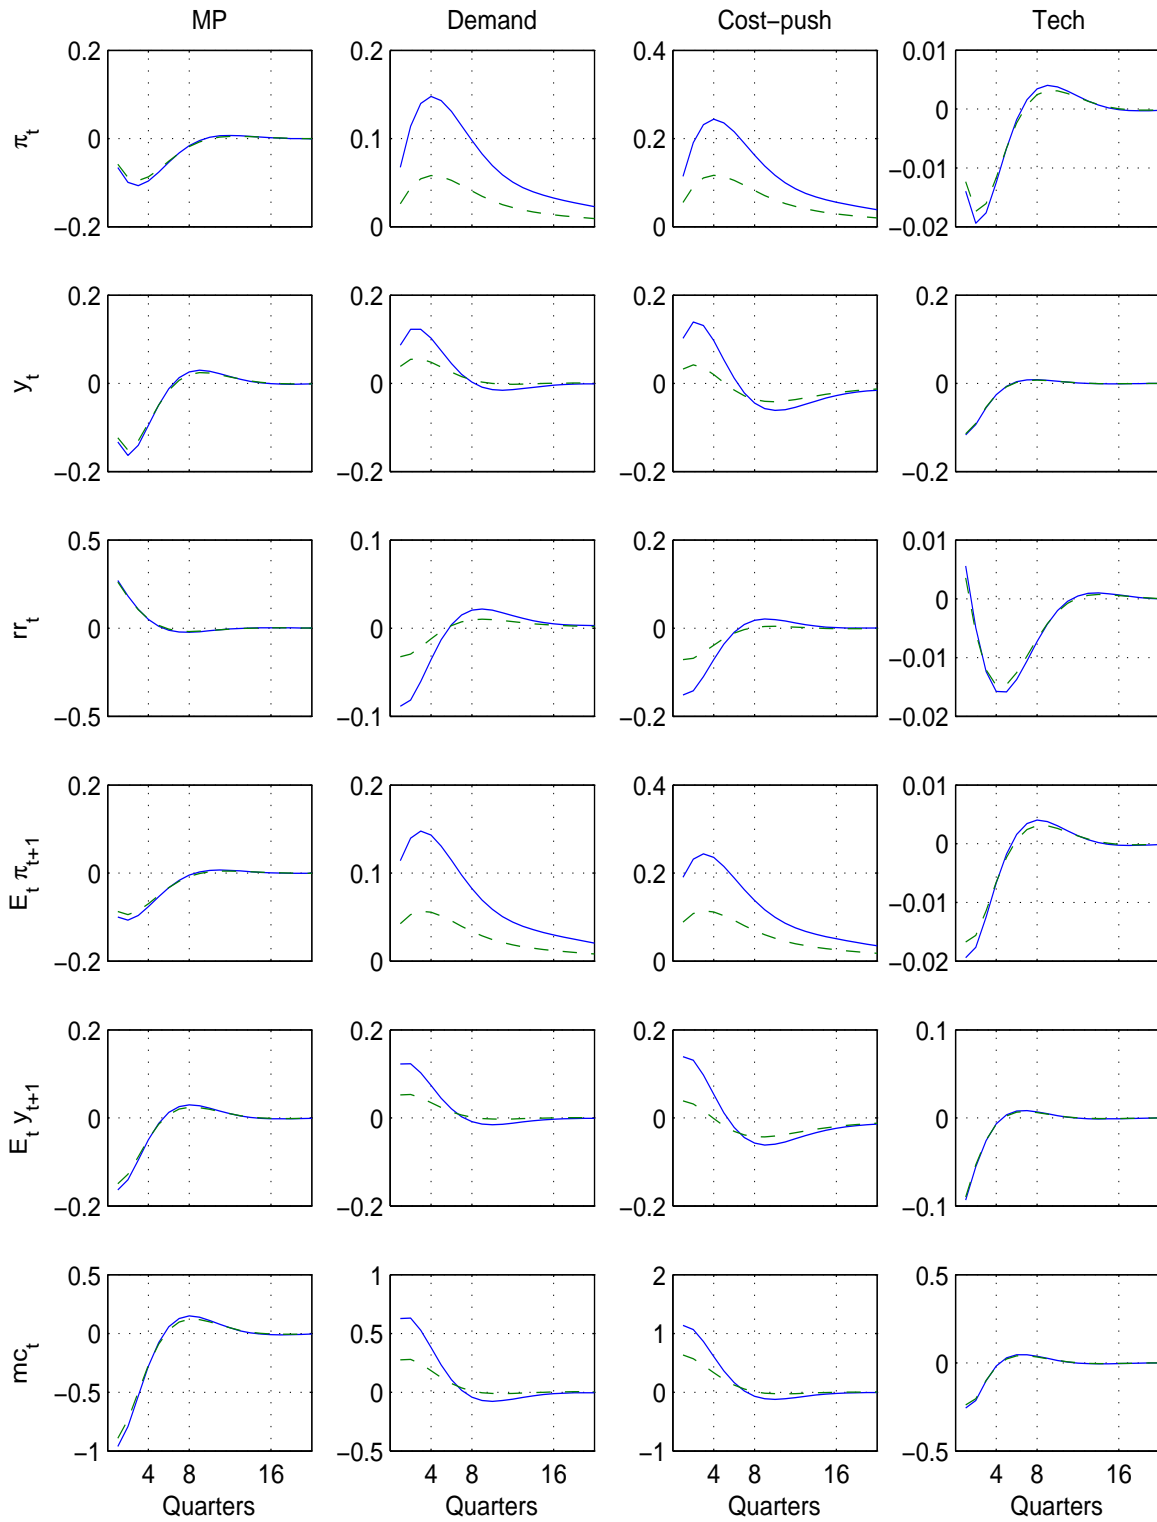 MP Demand Cost−push Tech
π_t
0.2 0 −0.2
0.2 0.1 0
0.4 0.2 0
0.01 0 −0.01 −0.02
y_t
0.2 0 −0.2
0.2 0 −0.2
0.2 0 −0.2
0.2 0 −0.2
rr_t
0.5 0 −0.5
0.1 0 −0.1
0.2 0 −0.2
0.01 0 −0.01 −0.02
E_t π_{t+1}
0.2 0 −0.2
0.2 0.1 0
0.4 0.2 0
0.01 0 −0.01 −0.02
E_t y_{t+1}
0.2 0 −0.2
0.2 0 −0.2
0.2 0 −0.2
0.1 0 −0.1
mc_t
0.5 0 −0.5 −1
1 0.5 0 −0.5
2 1 0 −1
0.5 0 −0.5
4 8 16 4 8 16 4 8 16 4 8 16
Quarters Quarters Quarters Quarters